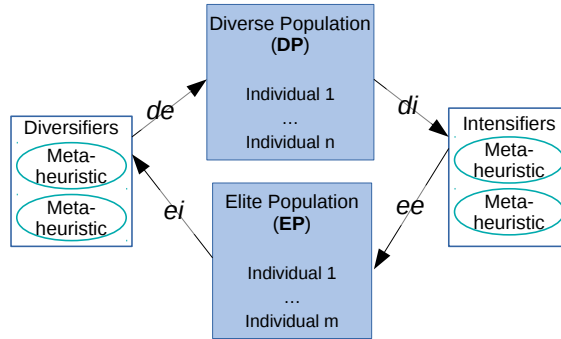 Diverse Population
(DP)
Individual 1
...
Individual n
de
di
Diversifiers
Meta-
heuristic
Meta-
heuristic
Intensifiers
Meta-
heuristic
Meta-
heuristic
ei
ee
Elite Population
(EP)
Individual 1
...
Individual m